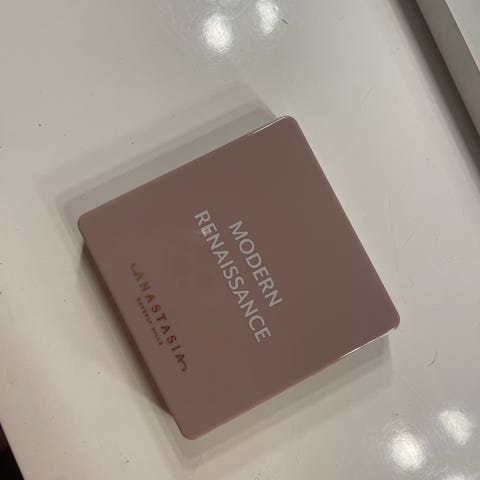 MODERN
RENAISSANCE
ANASTASIA
BEVERLY HILLS